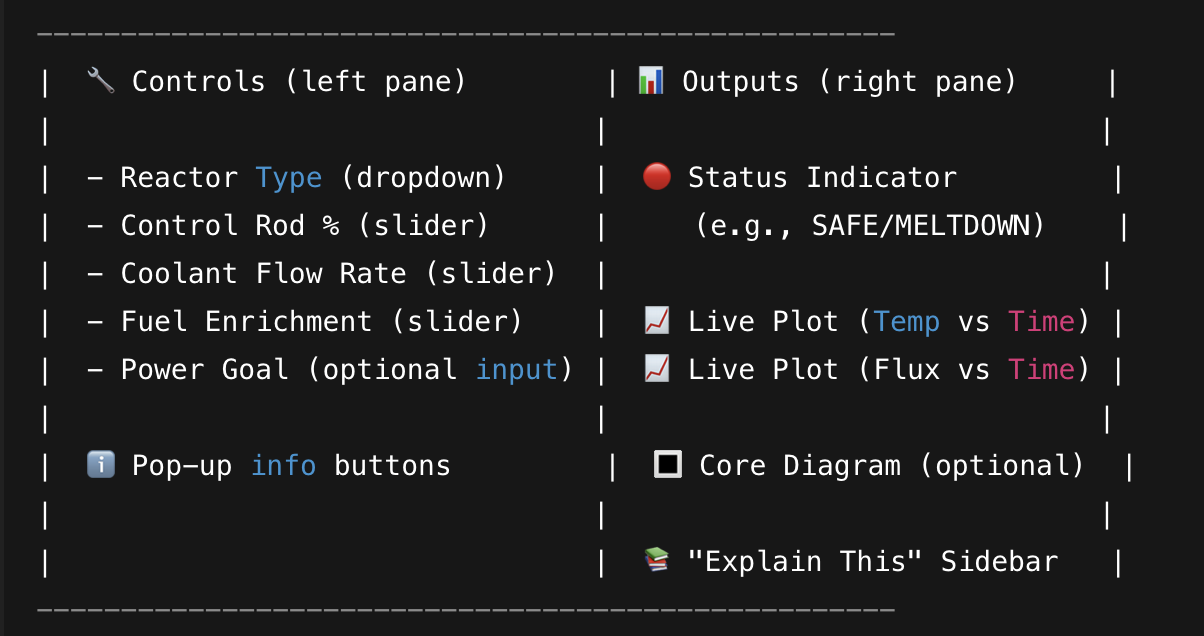 ---------------------------------------------------
|  🔧 Controls (left pane)        | 📊 Outputs (right pane)     |
|                                |                             |
|  - Reactor Type (dropdown)     |  🔴 Status Indicator         |
|  - Control Rod % (slider)      |     (e.g., SAFE/MELTDOWN)    |
|  - Coolant Flow Rate (slider)  |                             |
|  - Fuel Enrichment (slider)    |  📈 Live Plot (Temp vs Time) |
|  - Power Goal (optional input) |  📈 Live Plot (Flux vs Time) |
|                                |                             |
|  ℹ️ Pop-up info buttons         |  🔳 Core Diagram (optional)  |
|                                |                             |
|                                |  📚 "Explain This" Sidebar   |
---------------------------------------------------